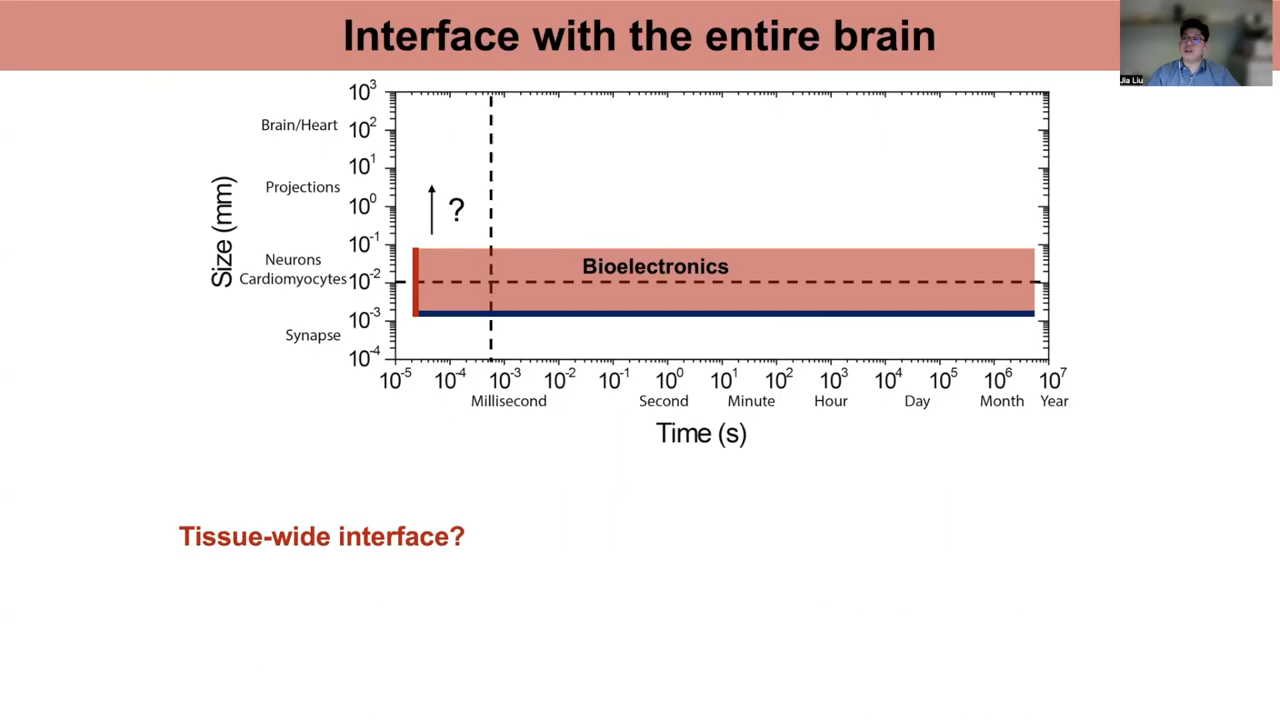 Interface with the entire brain
Jia Liu
Size (mm)
10³
Brain/Heart 10²
10¹
Projections
10⁰
?
10⁻¹
Neurons
Cardiomyocytes 10⁻²
Bioelectronics
10⁻³
Synapse
10⁻⁴
10⁻⁵ 10⁻⁴ 10⁻³ 10⁻² 10⁻¹ 10⁰ 10¹ 10² 10³ 10⁴ 10⁵ 10⁶ 10⁷
Millisecond Second Minute Hour Day Month Year
Time (s)
Tissue-wide interface?